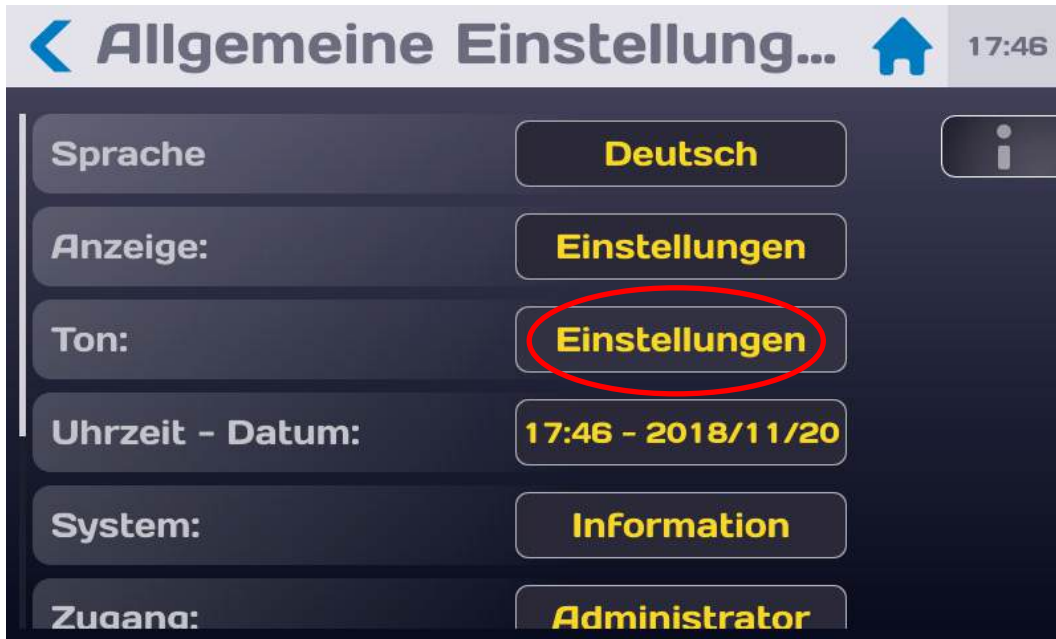 Allgemeine Einstellung... 17:46
Sprache Deutsch
Anzeige: Einstellungen
Ton: Einstellungen
Uhrzeit - Datum: 17:46 - 2018/11/20
System: Information
Zugang: Administrator